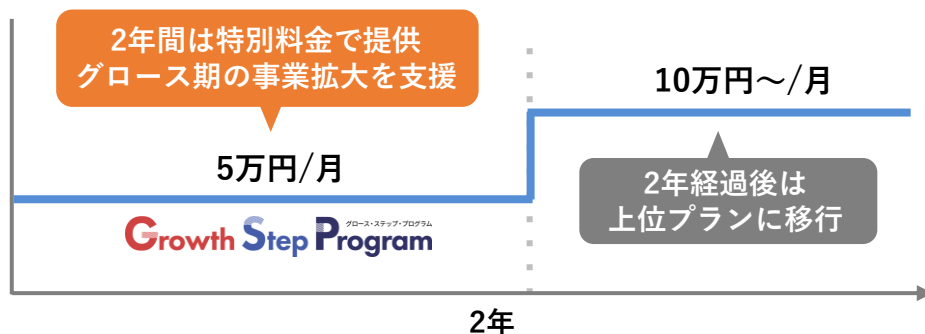 2年間は特別料金で提供
グロース期の事業拡大を支援
10万円～/月
5万円/月
2年経過後は
上位プランに移行
グロース・ステップ・プログラム
Growth Step Program
2年